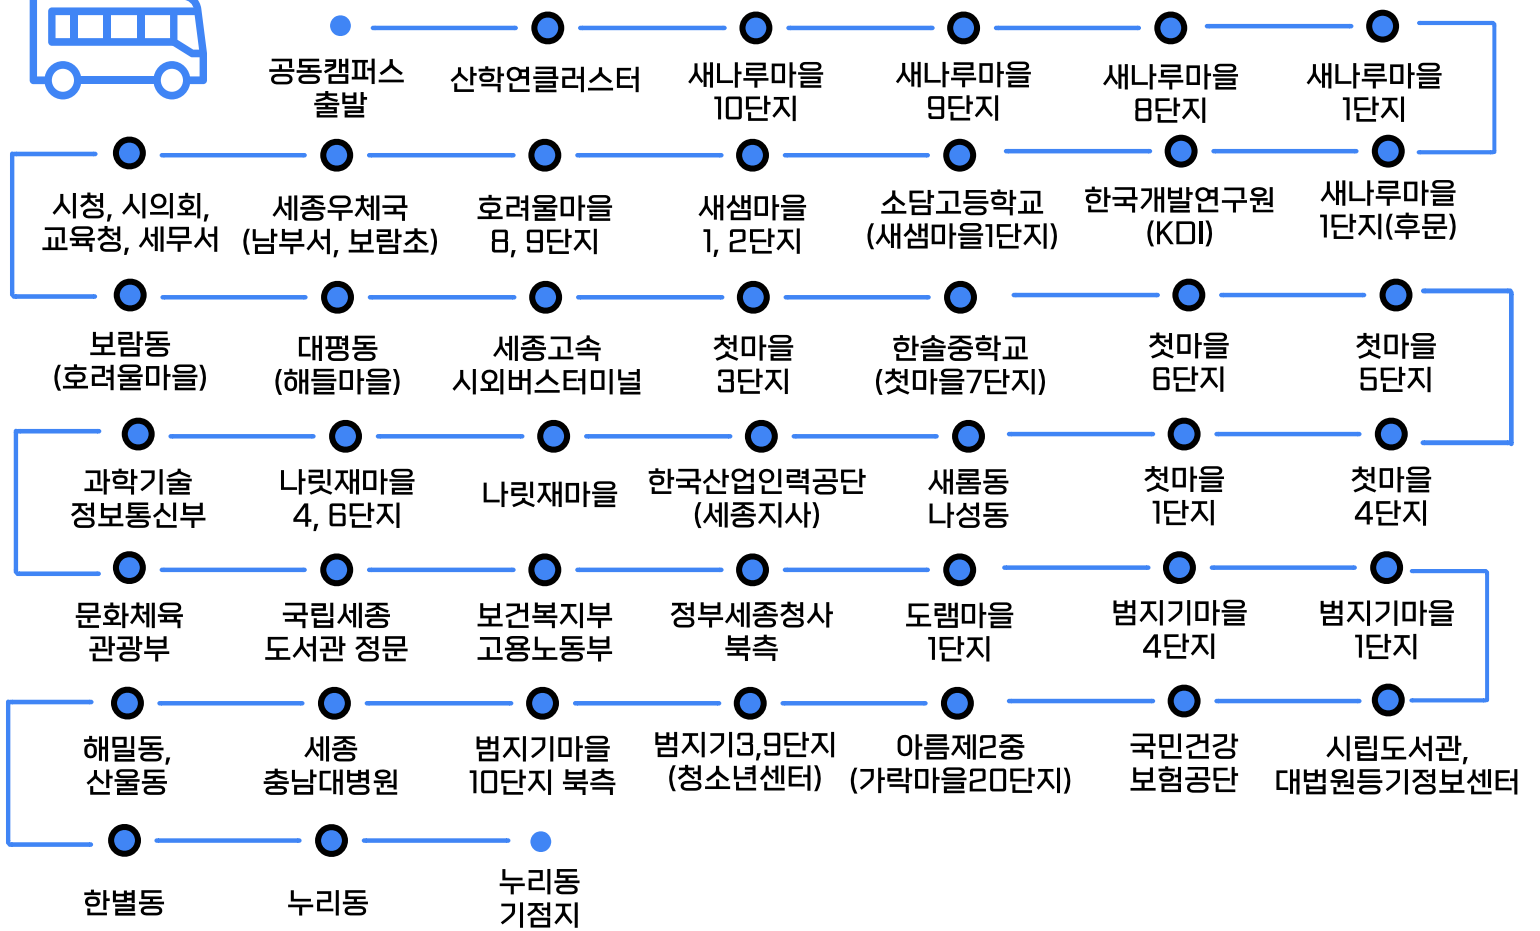 공동캠퍼스
출발
산학연클러스터
새나루마을
10단지
새나루마을
9단지
새나루마을
8단지
새나루마을
1단지
시청, 시의회,
교육청, 세무서
세종우체국
(남부서, 보람초)
호려울마을
8, 9단지
새샘마을
1, 2단지
소담고등학교
(새샘마을1단지)
한국개발연구원
(KDI)
새나루마을
1단지(후문)
보람동
(호려울마을)
대평동
(해들마을)
세종고속
시외버스터미널
첫마을
3단지
한솔중학교
(첫마을7단지)
첫마을
6단지
첫마을
5단지
과학기술
정보통신부
나릿재마을
4, 6단지
나릿재마을
한국산업인력공단
(세종지사)
새롬동
나성동
첫마을
1단지
첫마을
4단지
문화체육
관광부
국립세종
도서관 정문
보건복지부
고용노동부
정부세종청사
북측
도램마을
1단지
범지기마을
4단지
범지기마을
1단지
해밀동,
산울동
세종
충남대병원
범지기마을
10단지 북측
범지기3,9단지
(청소년센터)
아름제2중
(가락마을20단지)
국민건강
보험공단
시립도서관,
대법원등기정보센터
한별동
누리동
누리동
기점지